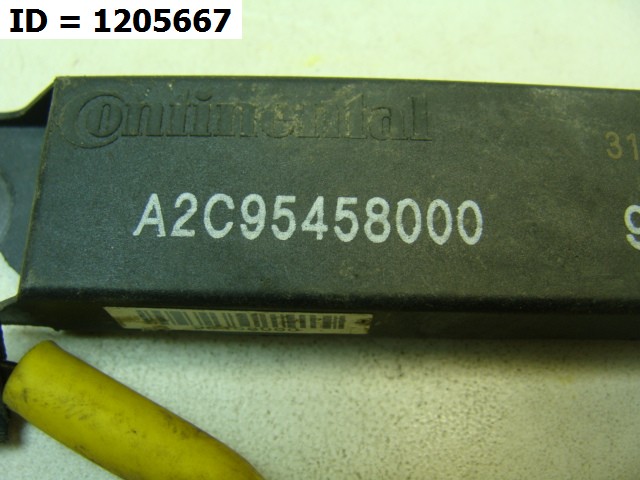 ID = 1205667
Continental
31
A2C95458000
9